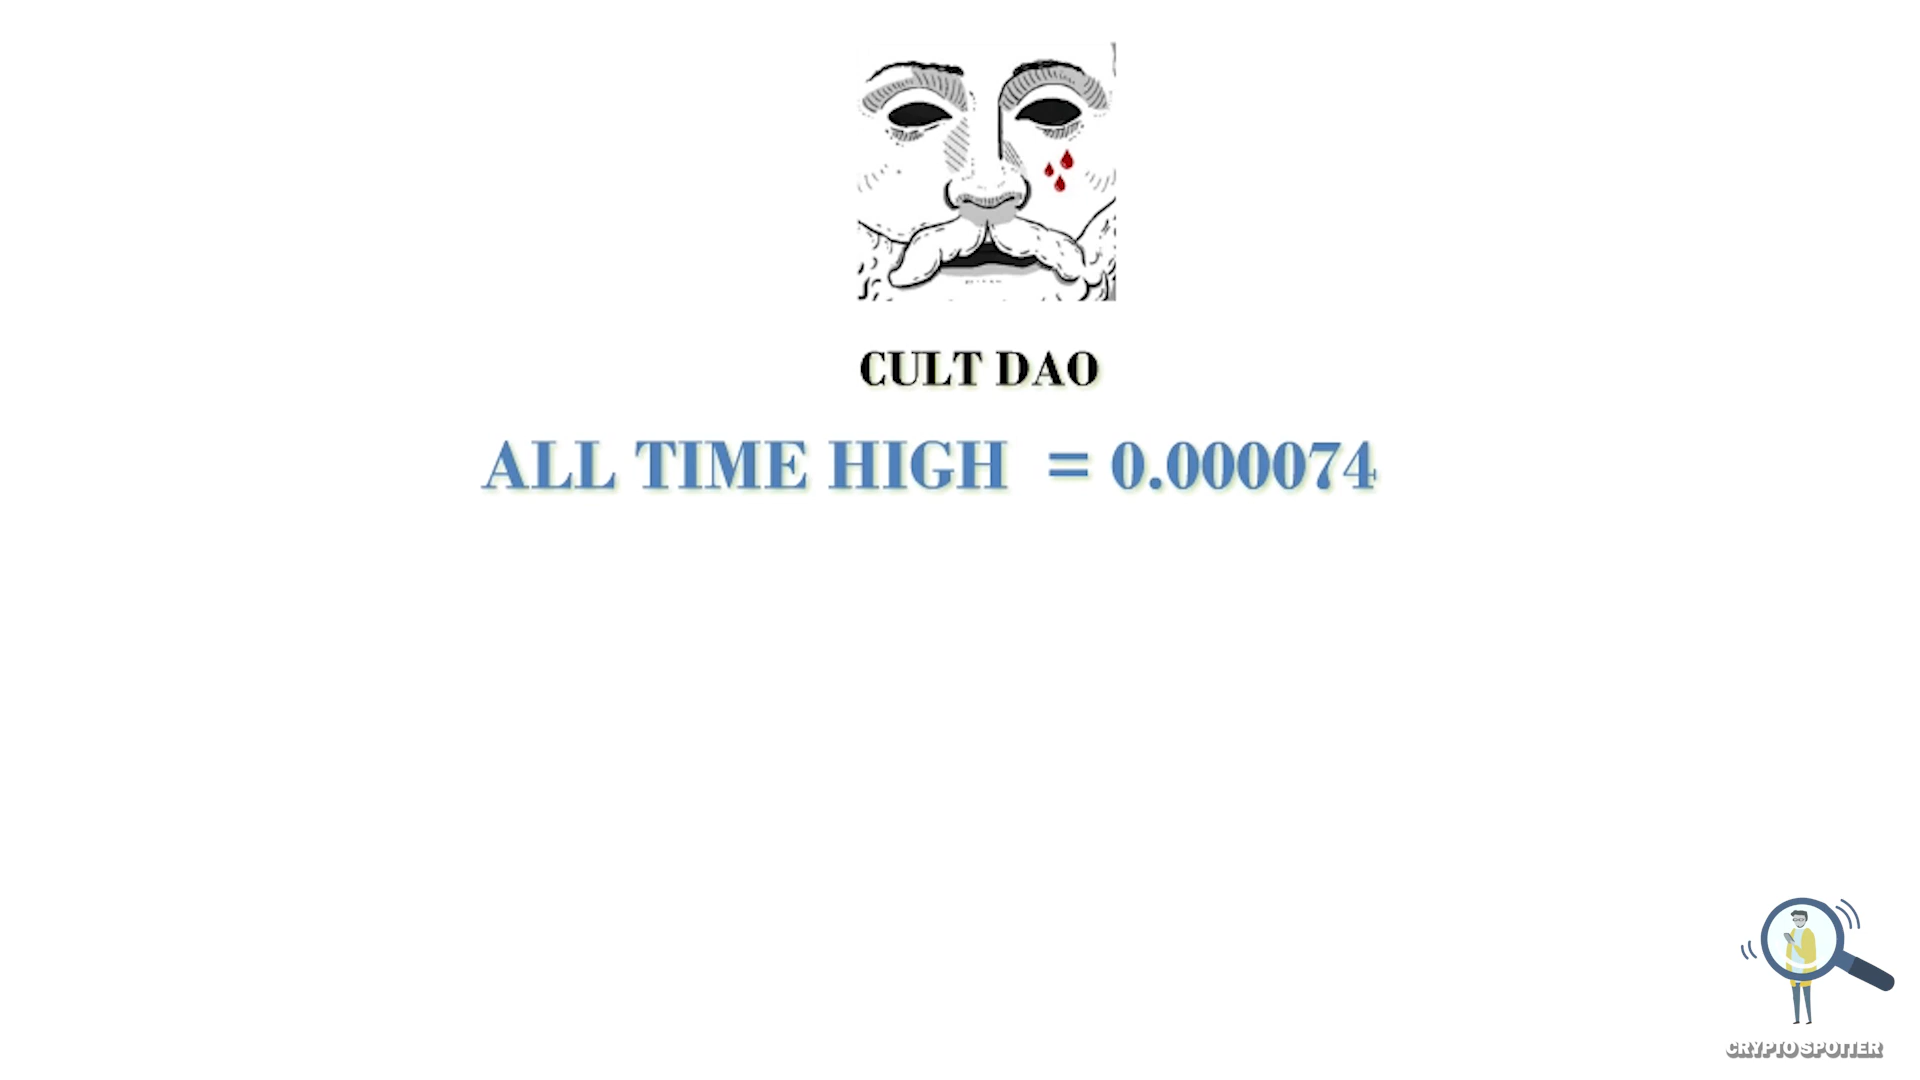 CULT DAO
ALL TIME HIGH = 0.000074
CRYPTO SPOTTER